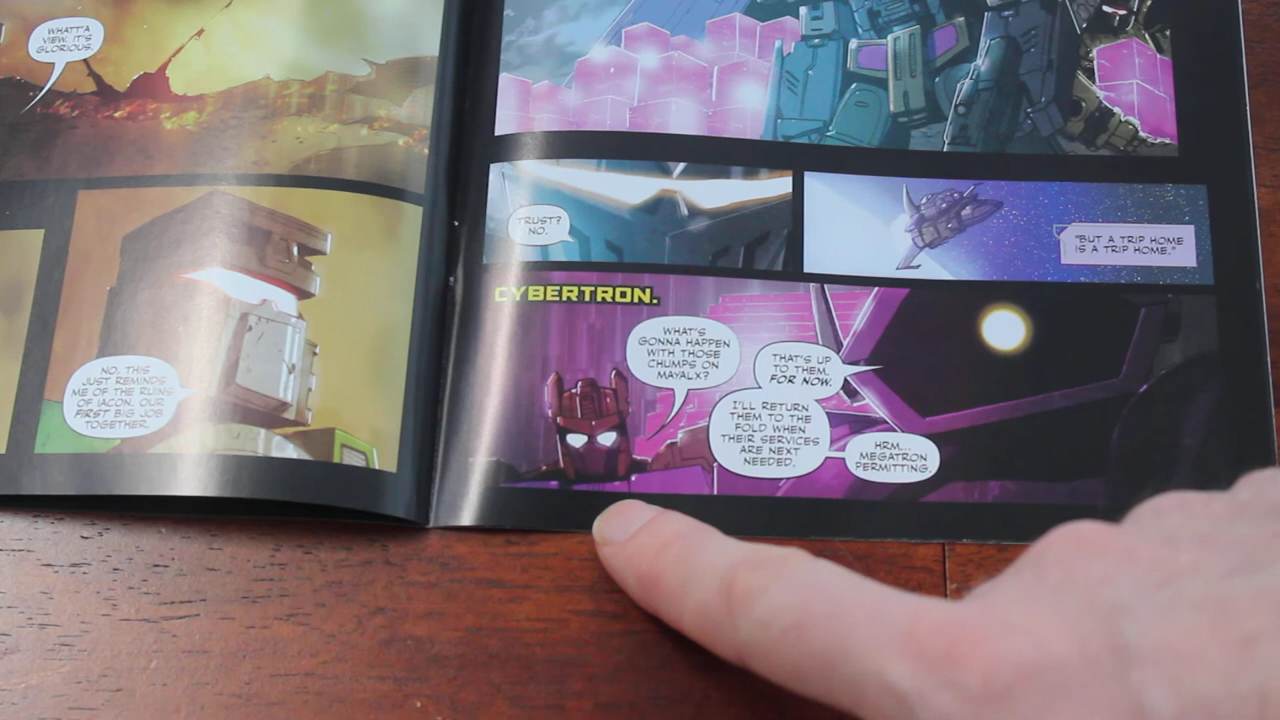 WHATTA
VIEW. IT'S
GLORIOUS.
NO, THIS
JUST REMINDS
ME OF THE RUINS
OF IACON. OUR
FIRST BIG JOB
TOGETHER.
TRUST?
NO.
"BUT A TRIP HOME
IS A TRIP HOME."
CYBERTRON.
WHAT'S
GONNA HAPPEN
WITH THOSE
CHUMPS ON
MAYALX?
THAT'S UP
TO THEM.
FOR NOW.
I'LL RETURN
THEM TO THE
FOLD WHEN
THEIR SERVICES
ARE NEXT
NEEDED.
HRM...
MEGATRON
PERMITTING.